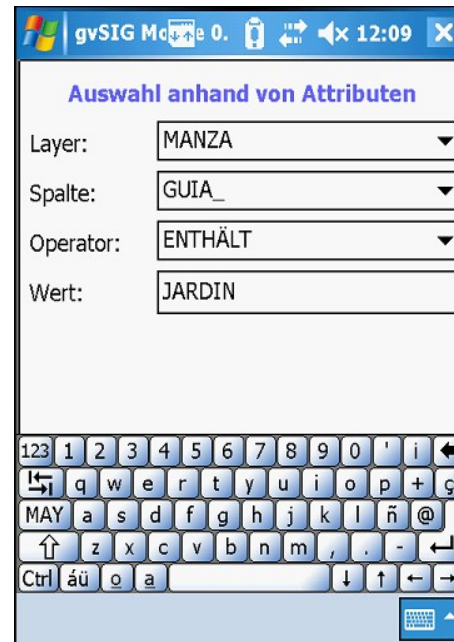 gvSIG Mo e 0. 12:09
Auswahl anhand von Attributen
Layer: MANZA
Spalte: GUIA_
Operator: ENTHÄLT
Wert: JARDIN
123 1 2 3 4 5 6 7 8 9 0 ' ¡
q w e r t y u i o p + ç
MAY a s d f g h j k l ñ @
z x c v b n m , . -
Ctrl áü o a